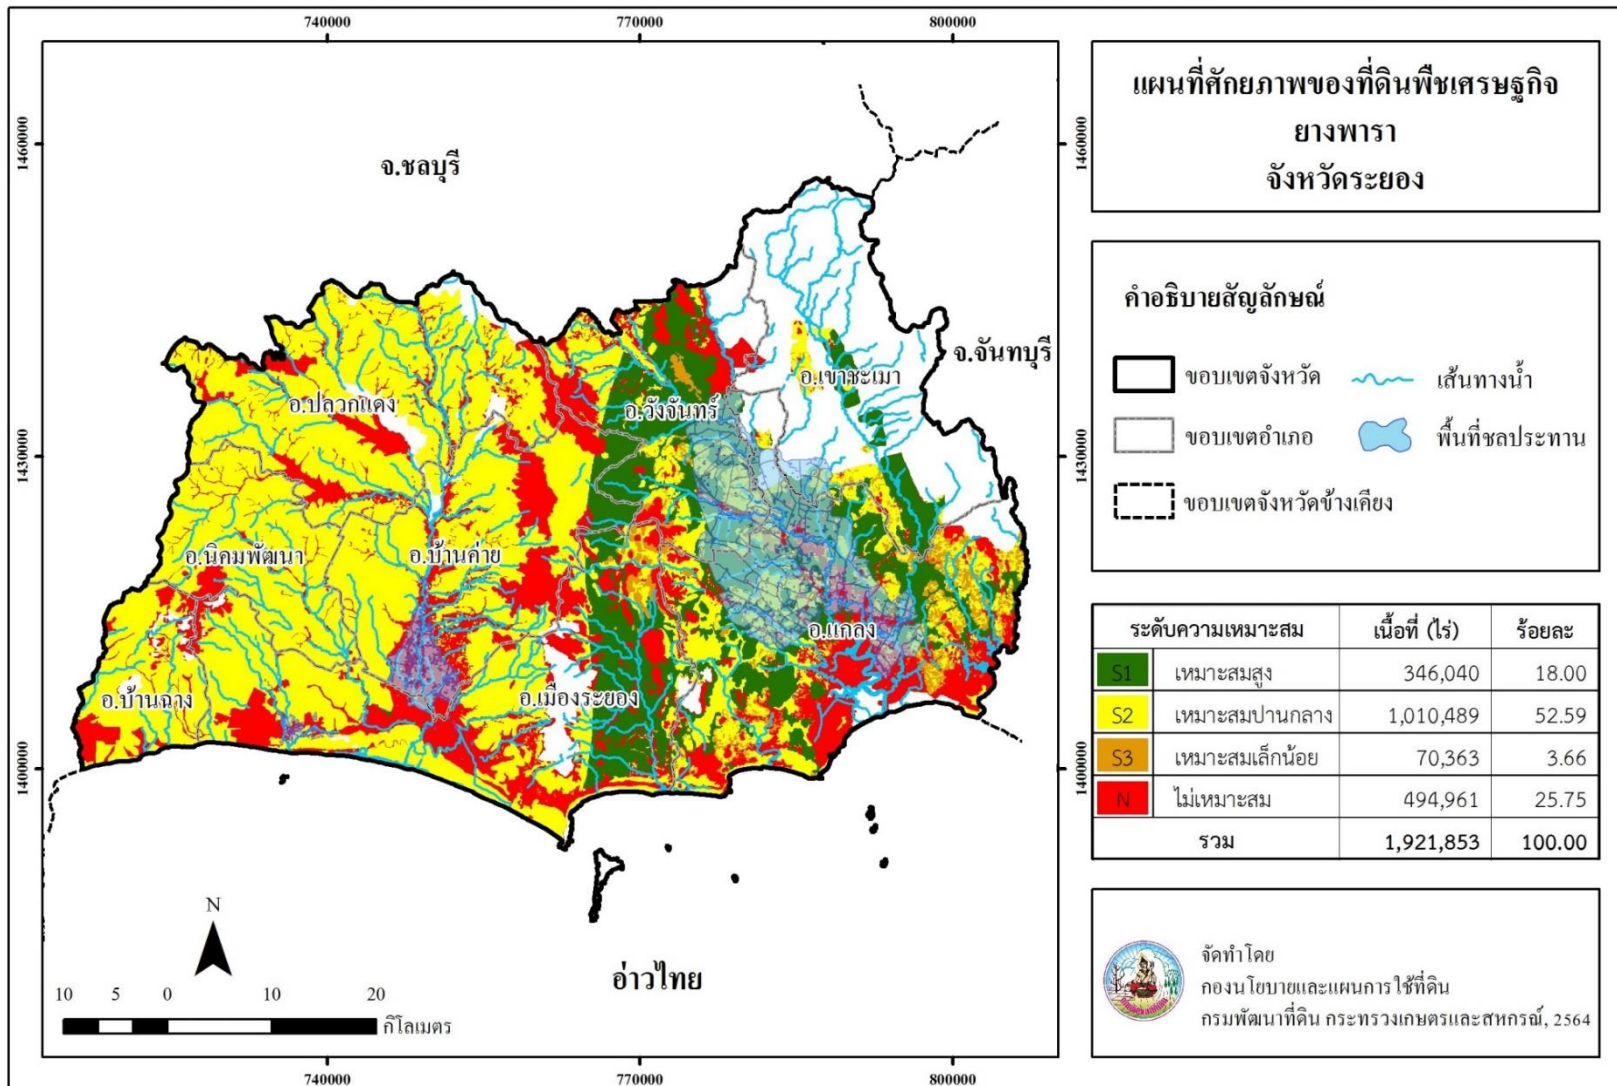 740000
770000
800000
1460000
1430000
1400000
จ.ชลบุรี
จ.จันทบุรี
อ.เขาชะเมา
อ.ปลวกแดง
อ.วังจันทร์
อ.นิคมพัฒนา
อ.บ้านค่าย
อ.แกลง
อ.บ้านฉาง
อ.เมืองระยอง
อ่าวไทย
N
10 5 0 10 20
กิโลเมตร
1460000
1430000
1400000
740000
770000
800000
แผนที่ศักยภาพของที่ดินพืชเศรษฐกิจ
ยางพารา
จังหวัดระยอง
คำอธิบายสัญลักษณ์
ขอบเขตจังหวัด
เส้นทางน้ำ
ขอบเขตอำเภอ
พื้นที่ชลประทาน
ขอบเขตจังหวัดข้างเคียง
ระดับความเหมาะสม เนื้อที่ (ไร่) ร้อยละ
S1 เหมาะสมสูง 346,040 18.00
S2 เหมาะสมปานกลาง 1,010,489 52.59
S3 เหมาะสมเล็กน้อย 70,363 3.66
N ไม่เหมาะสม 494,961 25.75
รวม 1,921,853 100.00
จัดทำโดย
กองนโยบายและแผนการใช้ที่ดิน
กรมพัฒนาที่ดิน กระทรวงเกษตรและสหกรณ์, 2564